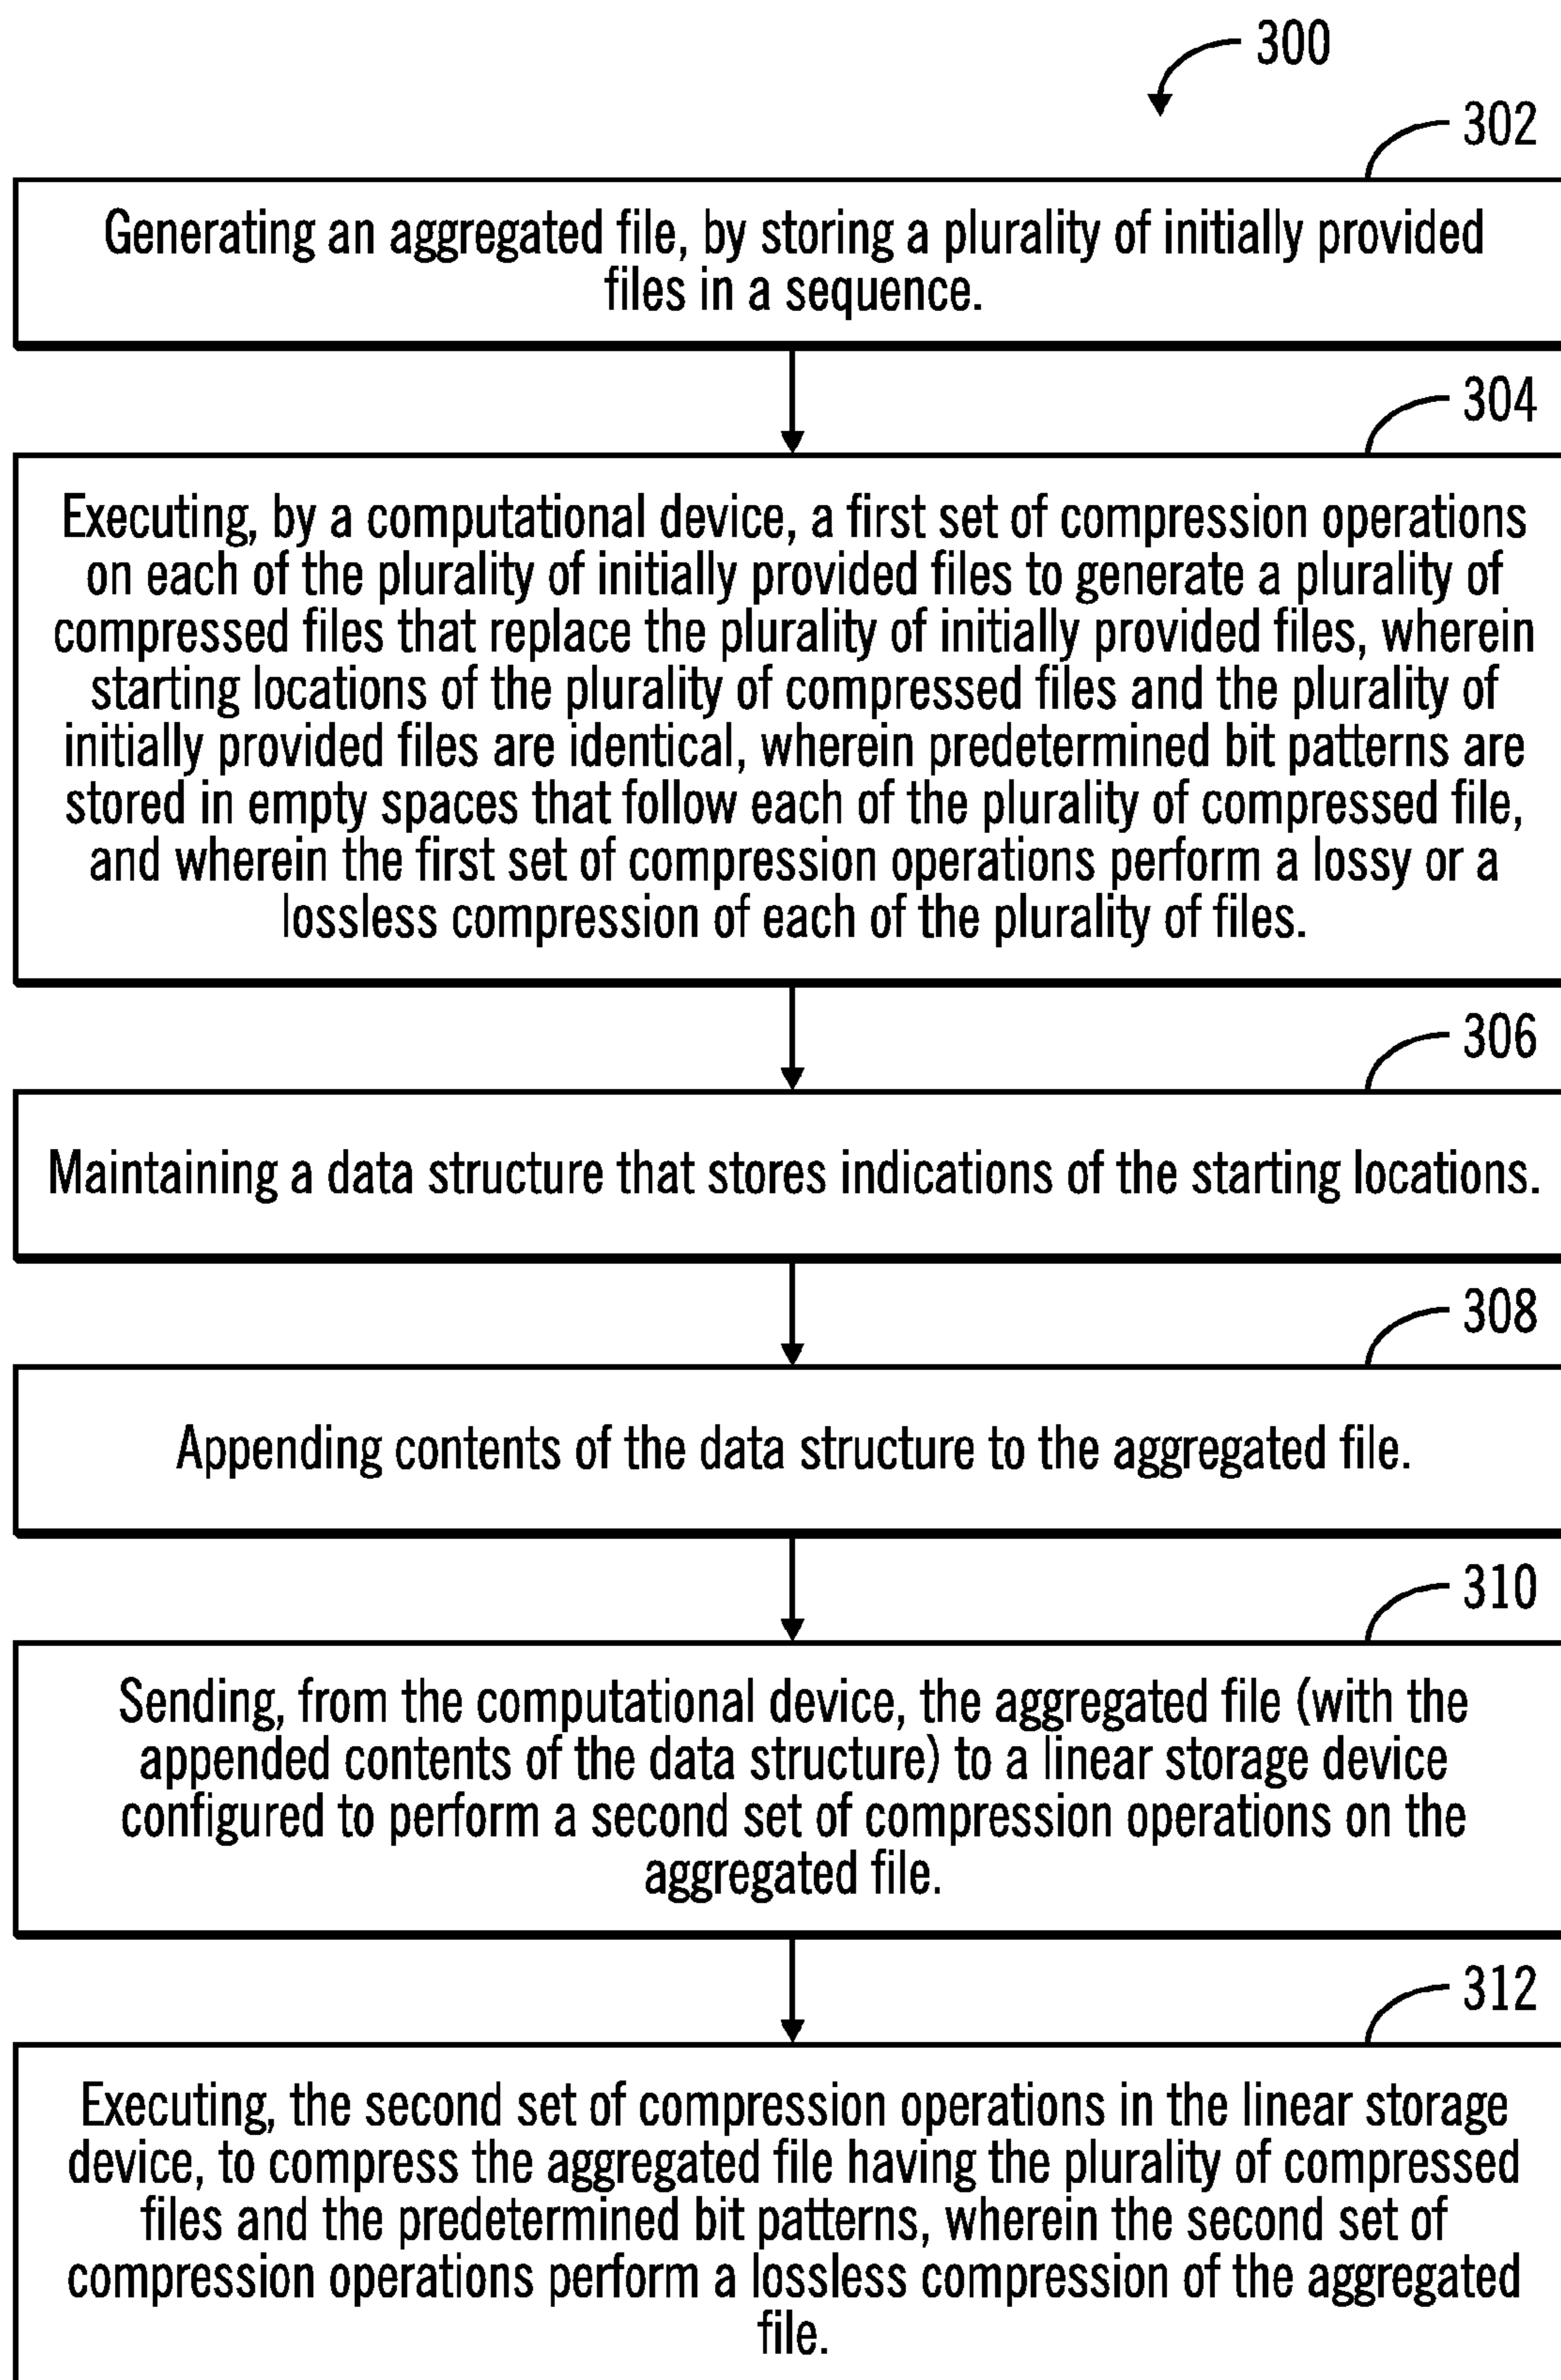 300
302
Generating an aggregated file, by storing a plurality of initially provided
files in a sequence.
304
Executing, by a computational device, a first set of compression operations
on each of the plurality of initially provided files to generate a plurality of
compressed files that replace the plurality of initially provided files, wherein
starting locations of the plurality of compressed files and the plurality of
initially provided files are identical, wherein predetermined bit patterns are
stored in empty spaces that follow each of the plurality of compressed file,
and wherein the first set of compression operations perform a lossy or a
lossless compression of each of the plurality of files.
306
Maintaining a data structure that stores indications of the starting locations.
308
Appending contents of the data structure to the aggregated file.
310
Sending, from the computational device, the aggregated file (with the
appended contents of the data structure) to a linear storage device
configured to perform a second set of compression operations on the
aggregated file.
312
Executing, the second set of compression operations in the linear storage
device, to compress the aggregated file having the plurality of compressed
files and the predetermined bit patterns, wherein the second set of
compression operations perform a lossless compression of the aggregated
file.